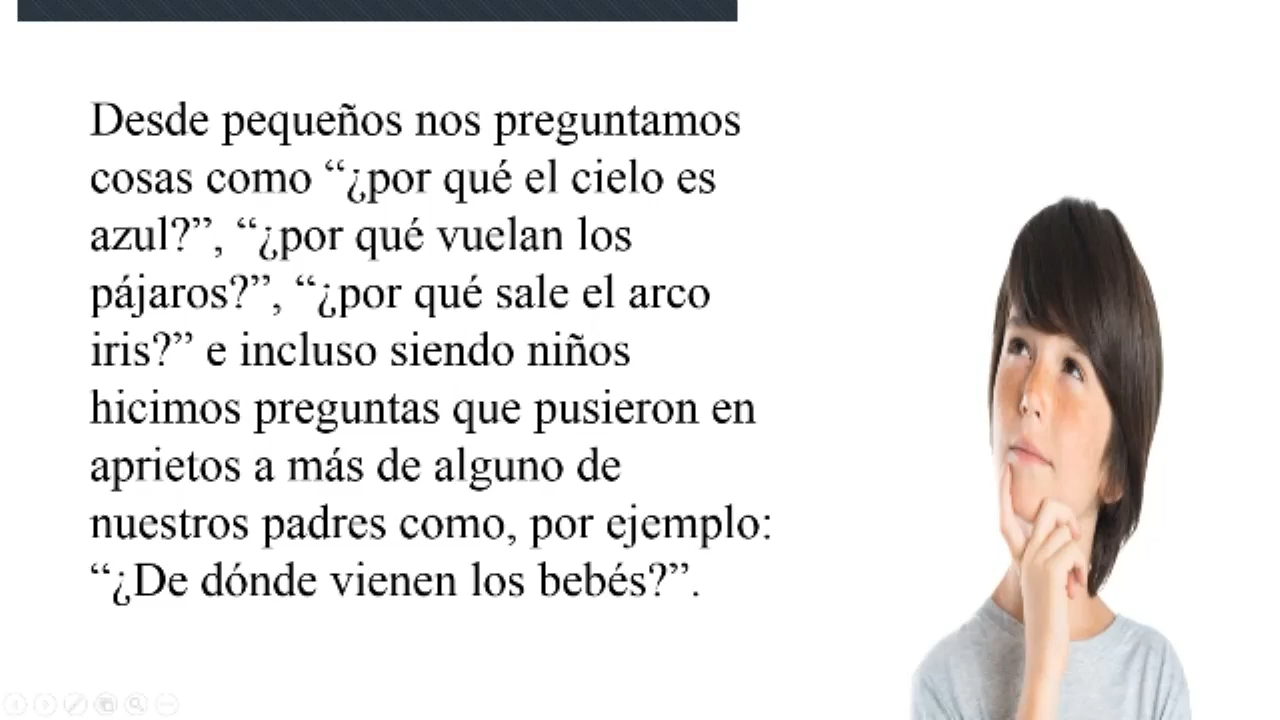 Desde pequeños nos preguntamos
cosas como “¿por qué el cielo es
azul?”, “¿por qué vuelan los
pájaros?”, “¿por qué sale el arco
iris?” e incluso siendo niños
hicimos preguntas que pusieron en
aprietos a más de alguno de
nuestros padres como, por ejemplo:
“¿De dónde vienen los bebés?”.